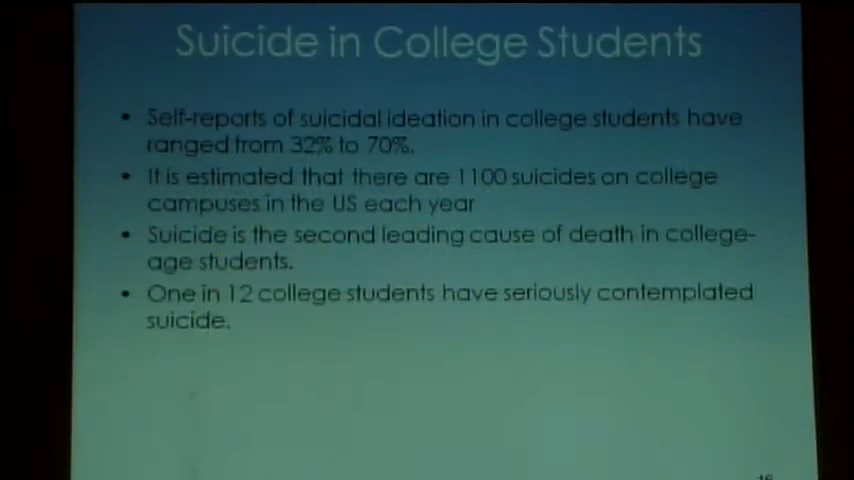 Suicide in College Students
• Self-reports of suicidal ideation in college students have
ranged from 32% to 70%.
• It is estimated that there are 1100 suicides on college
campuses in the US each year
• Suicide is the second leading cause of death in college-
age students.
• One in 12 college students have seriously contemplated
suicide.